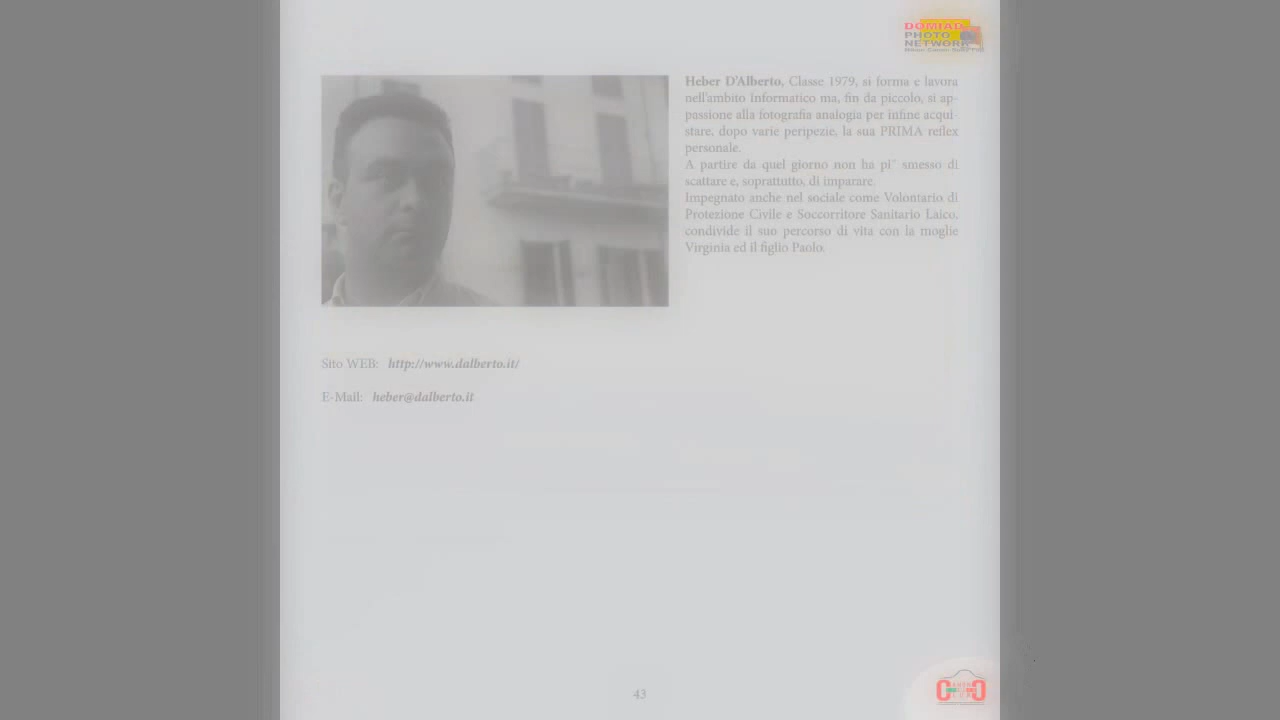 DOMIAD
PHOTO
NETWORK
Heber D'Alberto, Classe 1979, si forma e lavora
nell'ambito informatico ma, fin da piccolo, si ap-
passione alla fotografia analogia per infine acqui-
stare, dopo varie peripezie, la sua PRIMA reflex
personale.
A partire da quel giorno non ha pi¨ smesso di
scattare e, soprattutto, di imparare.
Impegnato anche nel sociale come Volontario di
Protezione Civile e Soccorritore Sanitario Laico,
condivide il suo percorso di vita con la moglie
Virginia ed il figlio Paolo.
Sito WEB: http://www.dalberto.it/
E-Mail: heber@dalberto.it
43